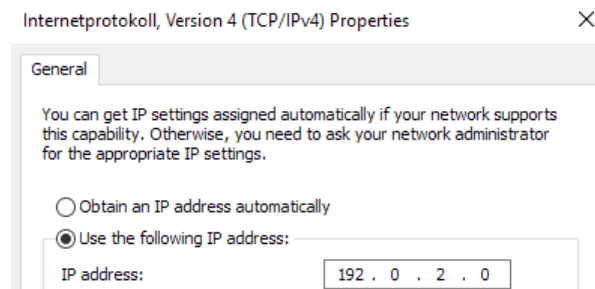 Internetprotokoll, Version 4 (TCP/IPv4) Properties
General
You can get IP settings assigned automatically if your network supports
this capability. Otherwise, you need to ask your network administrator
for the appropriate IP settings.
Obtain an IP address automatically
Use the following IP address:
IP address: 192 . 0 . 2 . 0